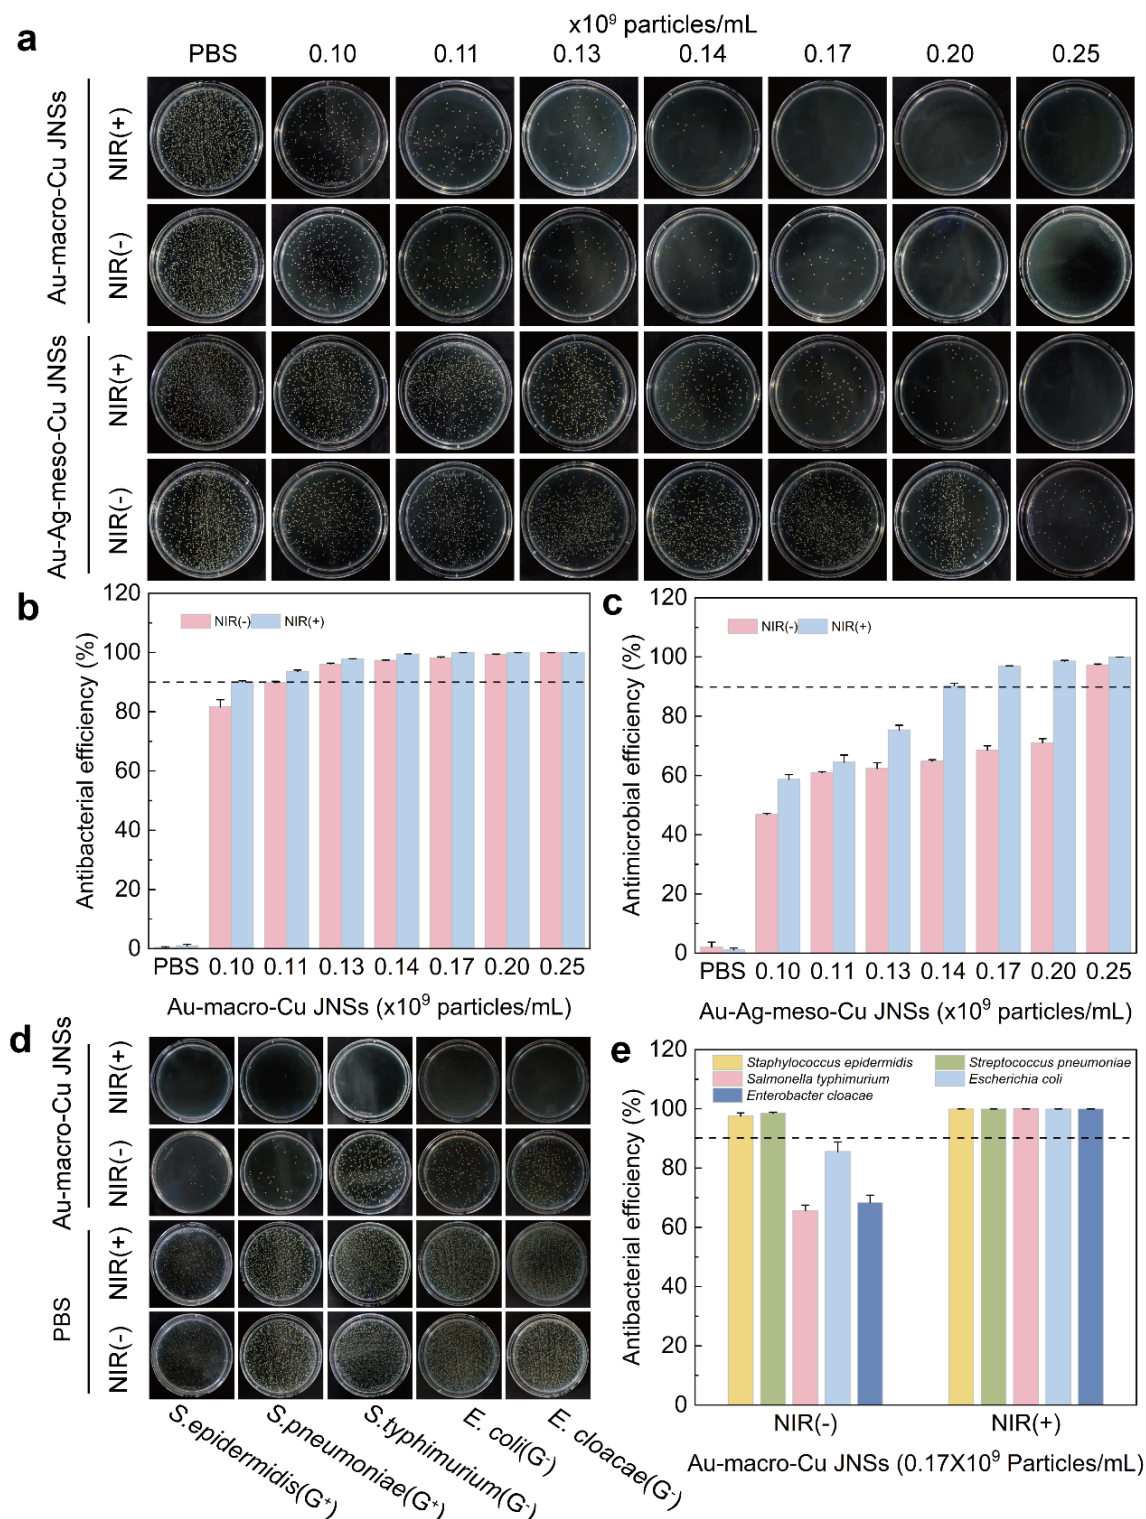 a
x10⁹ particles/mL
PBS 0.10 0.11 0.13 0.14 0.17 0.20 0.25
Au-macro-Cu JNSs
NIR(+)
NIR(-)
Au-Ag-meso-Cu JNSs
NIR(+)
NIR(-)
b
120
100
80
60
40
20
0
Antibacterial efficiency (%)
NIR(-) NIR(+)
PBS 0.10 0.11 0.13 0.14 0.17 0.20 0.25
Au-macro-Cu JNSs (x10⁹ particles/mL)
c
120
100
80
60
40
20
0
Antimicrobial efficiency (%)
NIR(-) NIR(+)
PBS 0.10 0.11 0.13 0.14 0.17 0.20 0.25
Au-Ag-meso-Cu JNSs (x10⁹ particles/mL)
d
Au-macro-Cu JNSs
NIR(+)
NIR(-)
PBS
NIR(+)
NIR(-)
S.epidermidis(G⁺)
S.pneumoniae(G⁺)
S.typhimurium(G⁻)
E. coli(G⁻)
E. cloacae(G⁻)
e
120
100
80
60
40
20
0
Antibacterial efficiency (%)
Staphylococcus epidermidis Streptococcus pneumoniae
Salmonella typhimurium Escherichia coli
Enterobacter cloacae
NIR(-) NIR(+)
Au-macro-Cu JNSs (0.17X10⁹ Particles/mL)